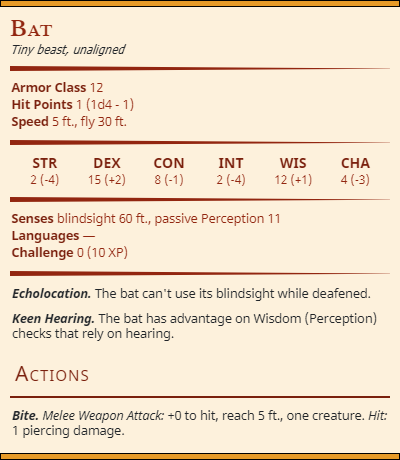 Bat
Tiny beast, unaligned
Armor Class 12
Hit Points 1 (1d4 - 1)
Speed 5 ft., fly 30 ft.
STR DEX CON INT WIS CHA
2 (-4) 15 (+2) 8 (-1) 2 (-4) 12 (+1) 4 (-3)
Senses blindsight 60 ft., passive Perception 11
Languages —
Challenge 0 (10 XP)
Echolocation. The bat can't use its blindsight while deafened.
Keen Hearing. The bat has advantage on Wisdom (Perception)
checks that rely on hearing.
Actions
Bite. Melee Weapon Attack: +0 to hit, reach 5 ft., one creature. Hit:
1 piercing damage.